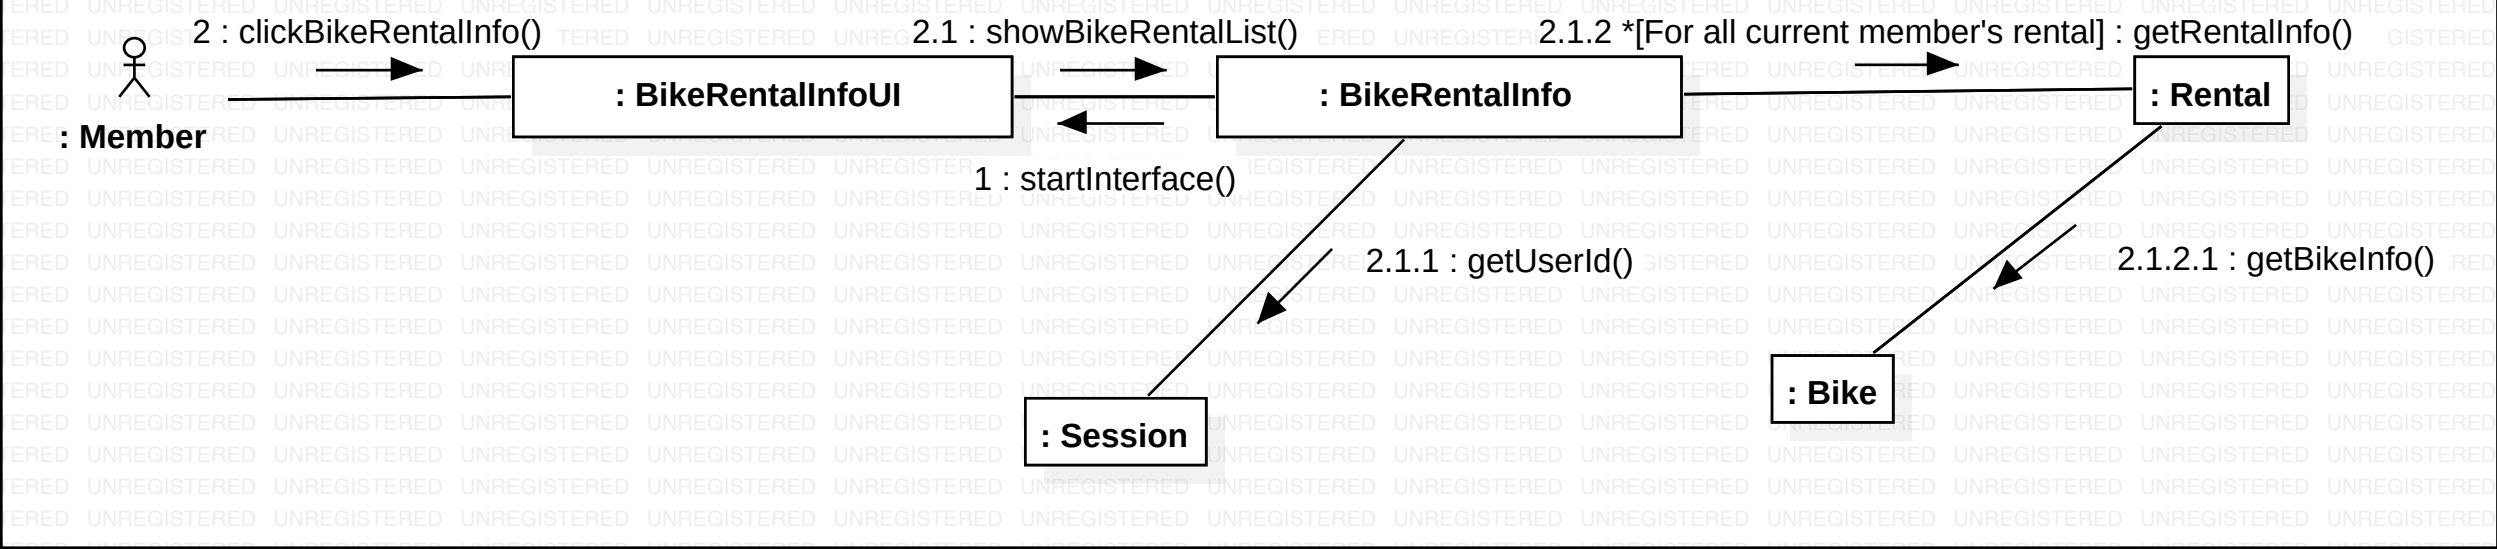 2 : clickBikeRentalInfo()
2.1 : showBikeRentalList()
2.1.2 *[For all current member's rental] : getRentalInfo()
: Member
: BikeRentalInfoUI
: BikeRentalInfo
: Rental
1 : startInterface()
2.1.1 : getUserId()
2.1.2.1 : getBikeInfo()
: Session
: Bike
UNREGISTERED